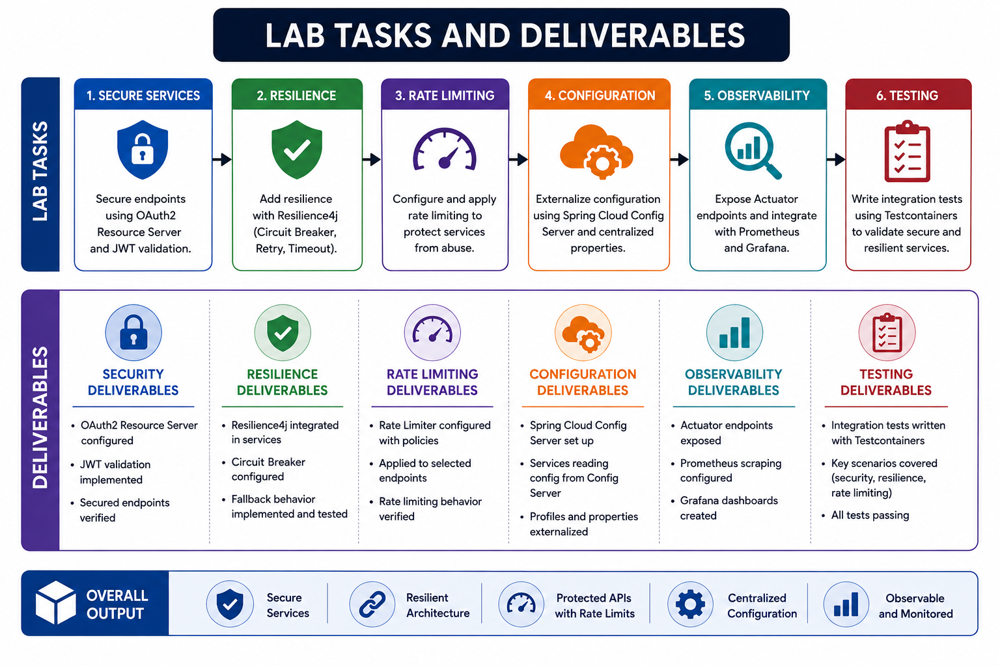 LAB TASKS AND DELIVERABLES
LAB TASKS
1. SECURE SERVICES
Secure endpoints
using OAuth2
Resource Server
and JWT validation.
2. RESILIENCE
Add resilience
with Resilience4j
(Circuit Breaker,
Retry, Timeout).
3. RATE LIMITING
Configure and apply
rate limiting to
protect services
from abuse.
4. CONFIGURATION
Externalize configuration
using Spring Cloud Config
Server and centralized
properties.
5. OBSERVABILITY
Expose Actuator
endpoints and integrate
with Prometheus
and Grafana.
6. TESTING
Write integration tests
using Testcontainers
to validate secure and
resilient services.
DELIVERABLES
SECURITY
DELIVERABLES
• OAuth2 Resource Server
configured
• JWT validation
implemented
• Secured endpoints
verified
RESILIENCE
DELIVERABLES
• Resilience4j integrated
in services
• Circuit Breaker
configured
• Fallback behavior
implemented and tested
RATE LIMITING
DELIVERABLES
• Rate Limiter configured
with policies
• Applied to selected
endpoints
• Rate limiting behavior
verified
CONFIGURATION
DELIVERABLES
• Spring Cloud Config
Server set up
• Services reading
config from Config
Server
• Profiles and properties
externalized
OBSERVABILITY
DELIVERABLES
• Actuator endpoints
exposed
• Prometheus scraping
configured
• Grafana dashboards
created
TESTING
DELIVERABLES
• Integration tests written
with Testcontainers
• Key scenarios covered
(security, resilience,
rate limiting)
• All tests passing
OVERALL
OUTPUT
Secure
Services
Resilient
Architecture
Protected APIs
with Rate Limits
Centralized
Configuration
Observable
and Monitored